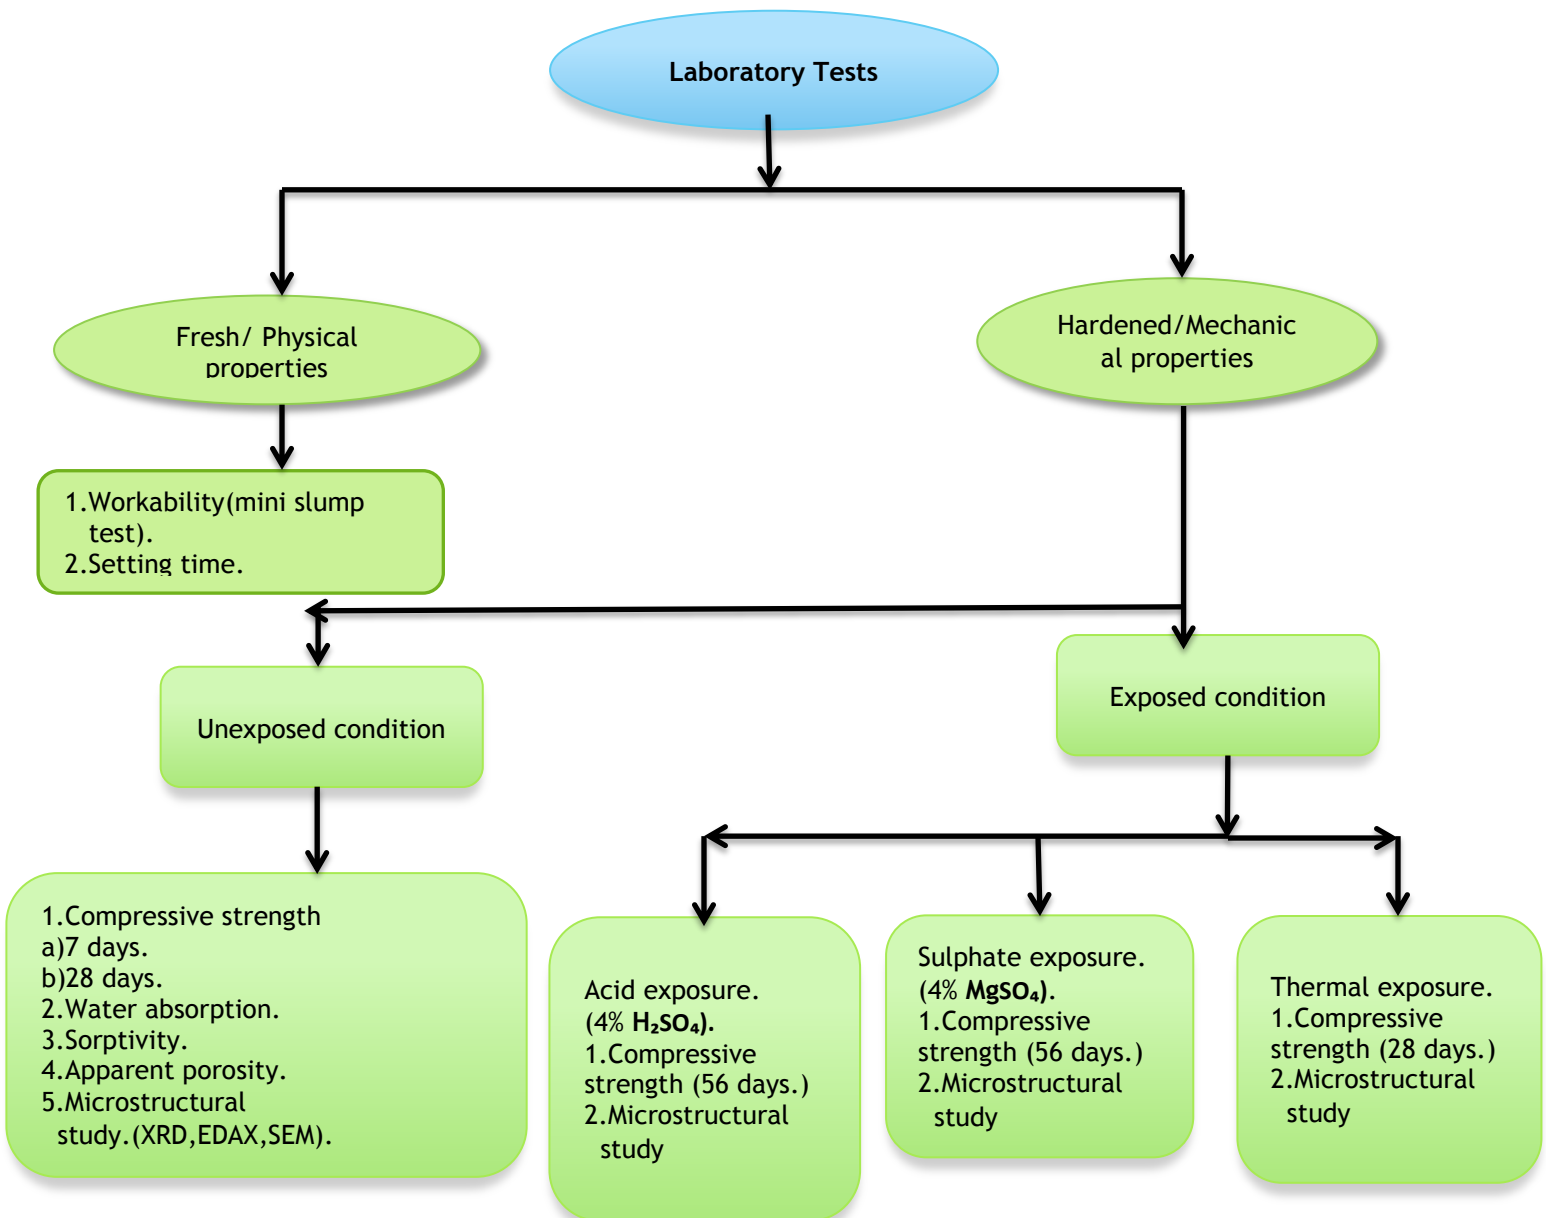 Laboratory Tests
Fresh/ Physical
properties
Hardened/Mechanic
al properties
1.Workability(mini slump
test).
2.Setting time.
Unexposed condition
Exposed condition
1.Compressive strength
a)7 days.
b)28 days.
2.Water absorption.
3.Sorptivity.
4.Apparent porosity.
5.Microstructural
study.(XRD,EDAX,SEM).
Acid exposure.
(4% H₂SO₄).
1.Compressive
strength (56 days.)
2.Microstructural
study
Sulphate exposure.
(4% MgSO₄).
1.Compressive
strength (56 days.)
2.Microstructural
study
Thermal exposure.
1.Compressive
strength (28 days.)
2.Microstructural
study